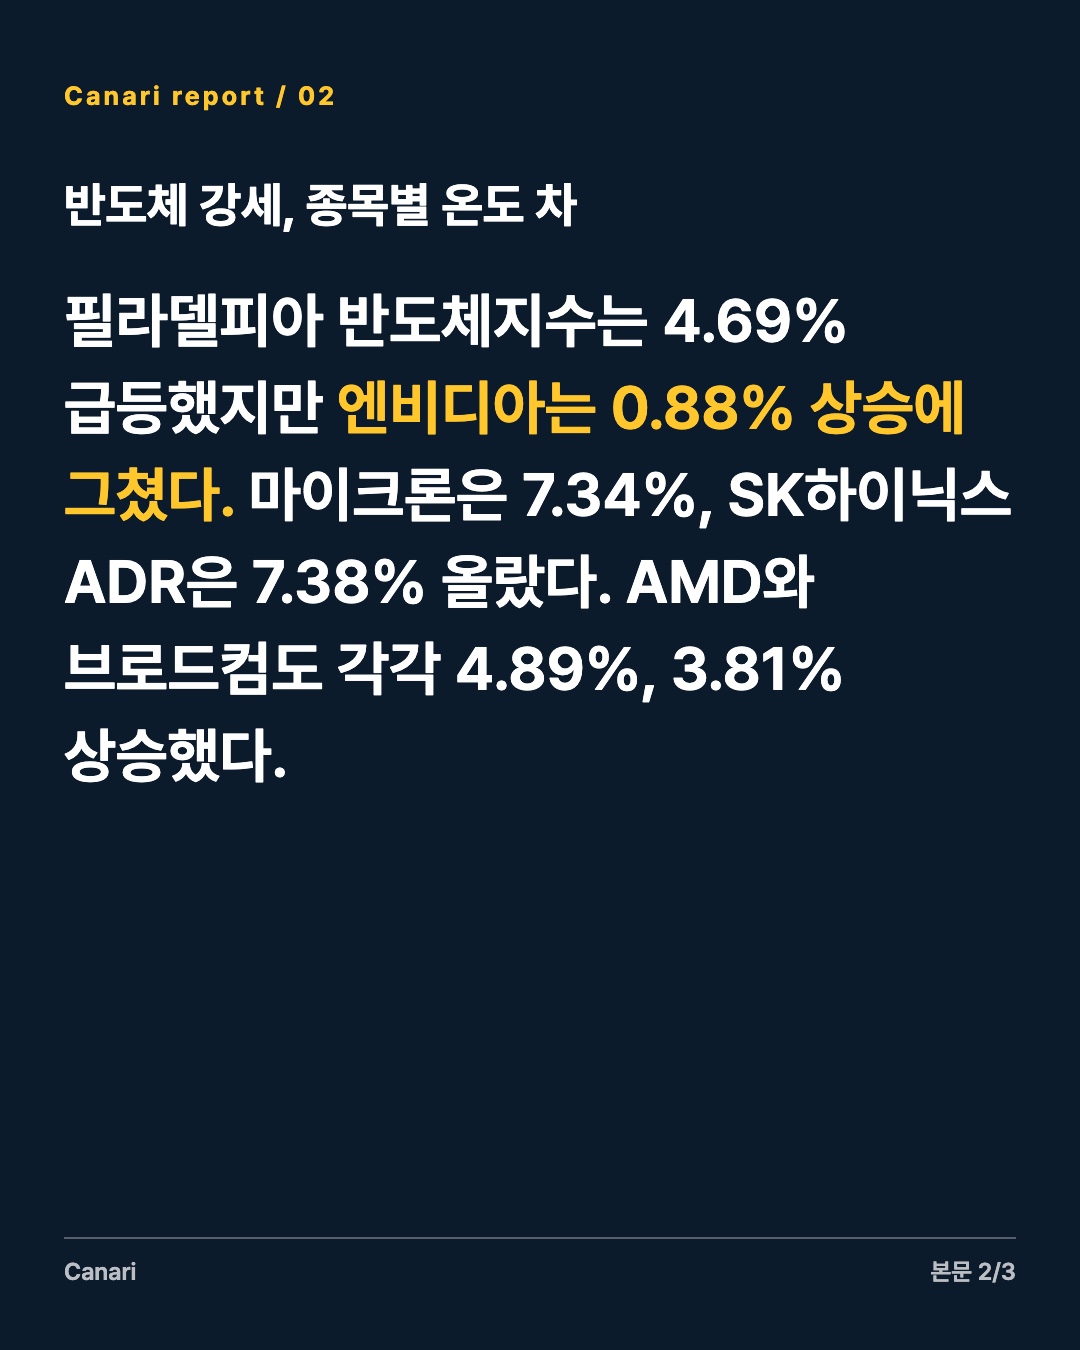 Canari report / 02
반도체 강세, 종목별 온도 차
필라델피아 반도체지수는 4.69%
급등했지만 엔비디아는 0.88% 상승에
그쳤다. 마이크론은 7.34%, SK하이닉스
ADR은 7.38% 올랐다. AMD와
브로드컴도 각각 4.89%, 3.81%
상승했다.
Canari
본문 2/3